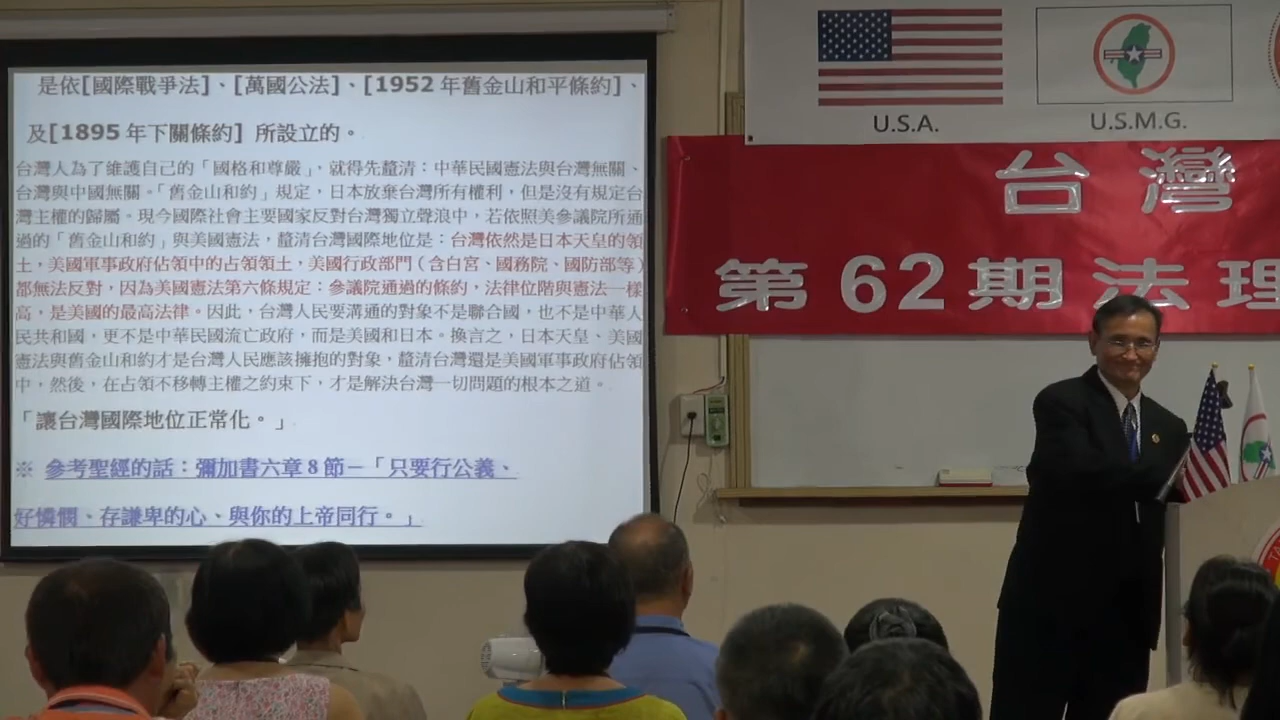 是依[國際戰爭法]、[萬國公法]、[1952 年舊金山和平條約]、
及[1895 年下關條約] 所設立的。
台灣人為了維護自己的「國格和尊嚴」，就得先釐清：中華民國憲法與台灣無關、
台灣與中國無關。「舊金山和約」規定，日本放棄台灣所有權利，但是沒有規定台
灣主權的歸屬。現今國際社會主要國家反對台灣獨立聲浪中，若依照美參議院所通
過的「舊金山和約」與美國憲法，釐清台灣國際地位是：台灣依然是日本天皇的領
土，美國軍事政府佔領中的占領領土，美國行政部門（含白宮、國務院、國防部等）
都無法反對，因為美國憲法第六條規定：參議院通過的條約，法律位階與憲法一樣
高，是美國的最高法律。因此，台灣人民要溝通的對象不是聯合國，也不是中華人
民共和國，更不是中華民國流亡政府，而是美國和日本。換言之，日本天皇、美國
憲法與舊金山和約才是台灣人民應該擁抱的對象，釐清台灣還是美國軍事政府佔領
中，然後，在占領不移轉主權之約束下，才是解決台灣一切問題的根本之道。
「讓台灣國際地位正常化。」
※ 參考聖經的話：彌加書六章 8 節－「只要行公義、
好憐憫、存謙卑的心、與你的上帝同行。」
U.S.A.
U.S.M.G.
台灣
第62期法理